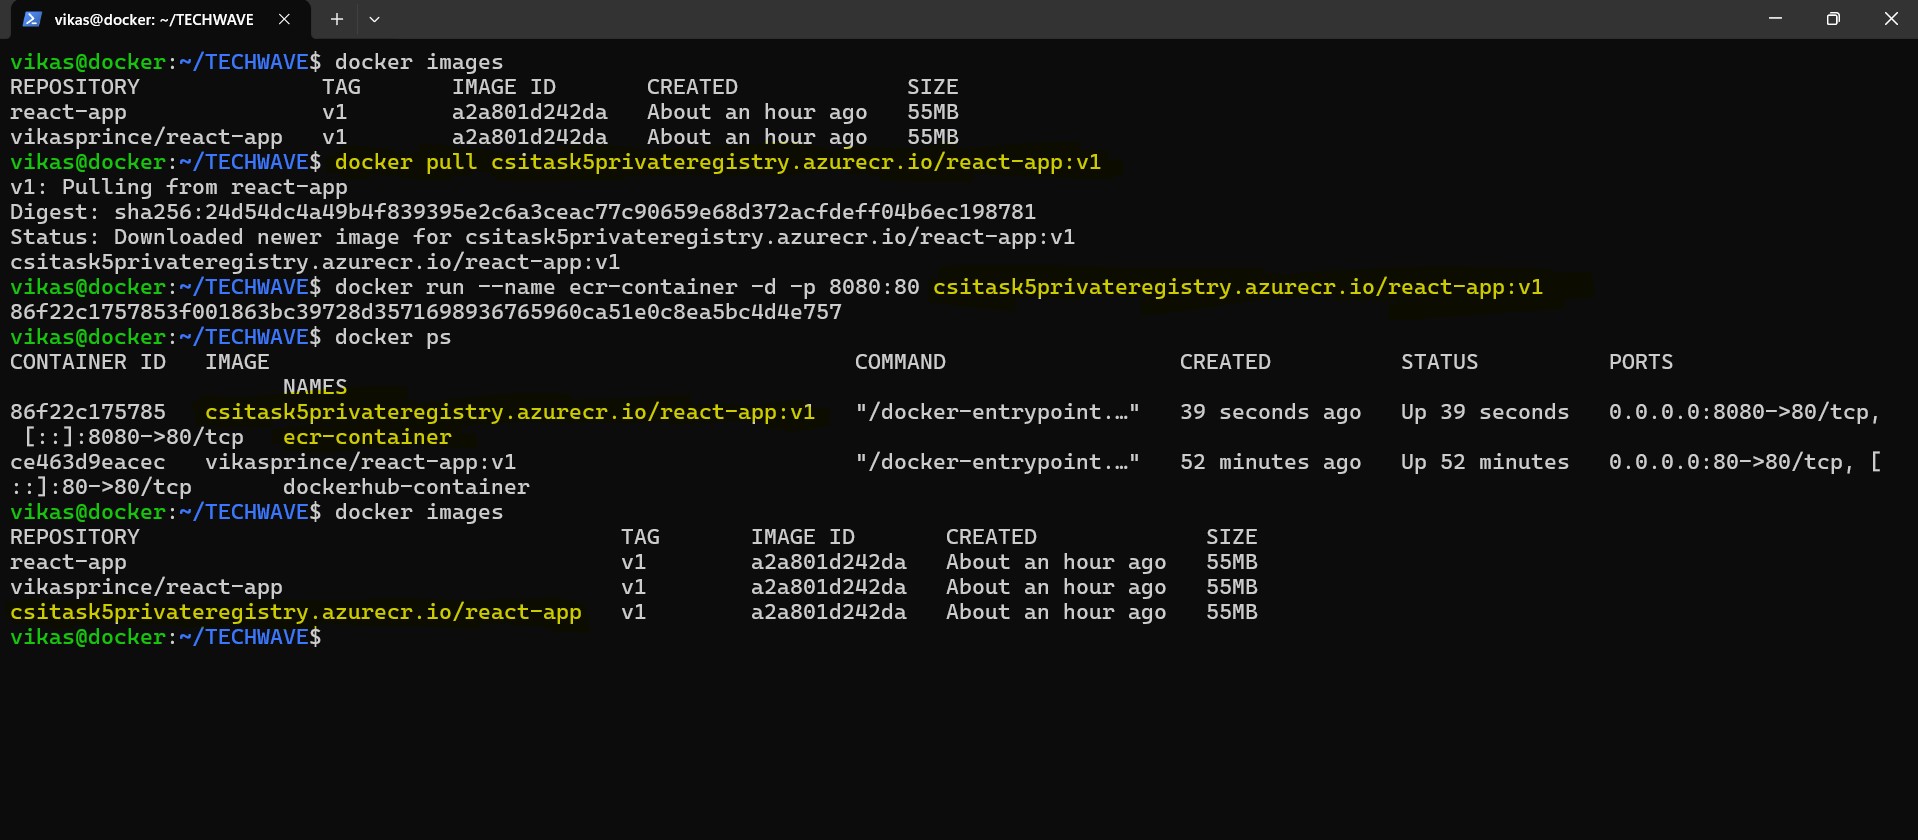 vikas@docker: ~/TECHWAVE
vikas@docker:~/TECHWAVE$ docker images
REPOSITORY              TAG       IMAGE ID       CREATED             SIZE
react-app               v1        a2a801d242da   About an hour ago   55MB
vikasprince/react-app   v1        a2a801d242da   About an hour ago   55MB
vikas@docker:~/TECHWAVE$ docker pull csitask5privateregistry.azurecr.io/react-app:v1
v1: Pulling from react-app
Digest: sha256:24d54dc4a49b4f839395e2c6a3ceac77c90659e68d372acfdeff04b6ec198781
Status: Downloaded newer image for csitask5privateregistry.azurecr.io/react-app:v1
csitask5privateregistry.azurecr.io/react-app:v1
vikas@docker:~/TECHWAVE$ docker run --name ecr-container -d -p 8080:80 csitask5privateregistry.azurecr.io/react-app:v1
86f22c1757853f001863bc39728d3571698936765960ca51e0c8ea5bc4d4e757
vikas@docker:~/TECHWAVE$ docker ps
CONTAINER ID   IMAGE                                             COMMAND                  CREATED          STATUS          PORTS
                     NAMES
86f22c175785   csitask5privateregistry.azurecr.io/react-app:v1   "/docker-entrypoint.…"   39 seconds ago   Up 39 seconds   0.0.0.0:8080->80/tcp,
 [::]:8080->80/tcp   ecr-container
ce463d9eacec   vikasprince/react-app:v1                          "/docker-entrypoint.…"   52 minutes ago   Up 52 minutes   0.0.0.0:80->80/tcp, [
::]:80->80/tcp       dockerhub-container
vikas@docker:~/TECHWAVE$ docker images
REPOSITORY                                     TAG       IMAGE ID       CREATED             SIZE
react-app                                      v1        a2a801d242da   About an hour ago   55MB
vikasprince/react-app                          v1        a2a801d242da   About an hour ago   55MB
csitask5privateregistry.azurecr.io/react-app   v1        a2a801d242da   About an hour ago   55MB
vikas@docker:~/TECHWAVE$